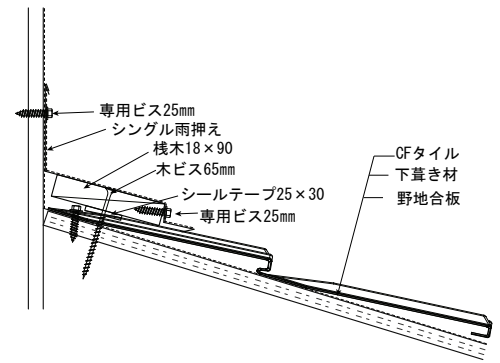 専用ビス25mm
シングル雨押え
桟木18×90
木ビス65mm
シールテープ25×30
専用ビス25mm
CFタイル
下葺き材
野地合板